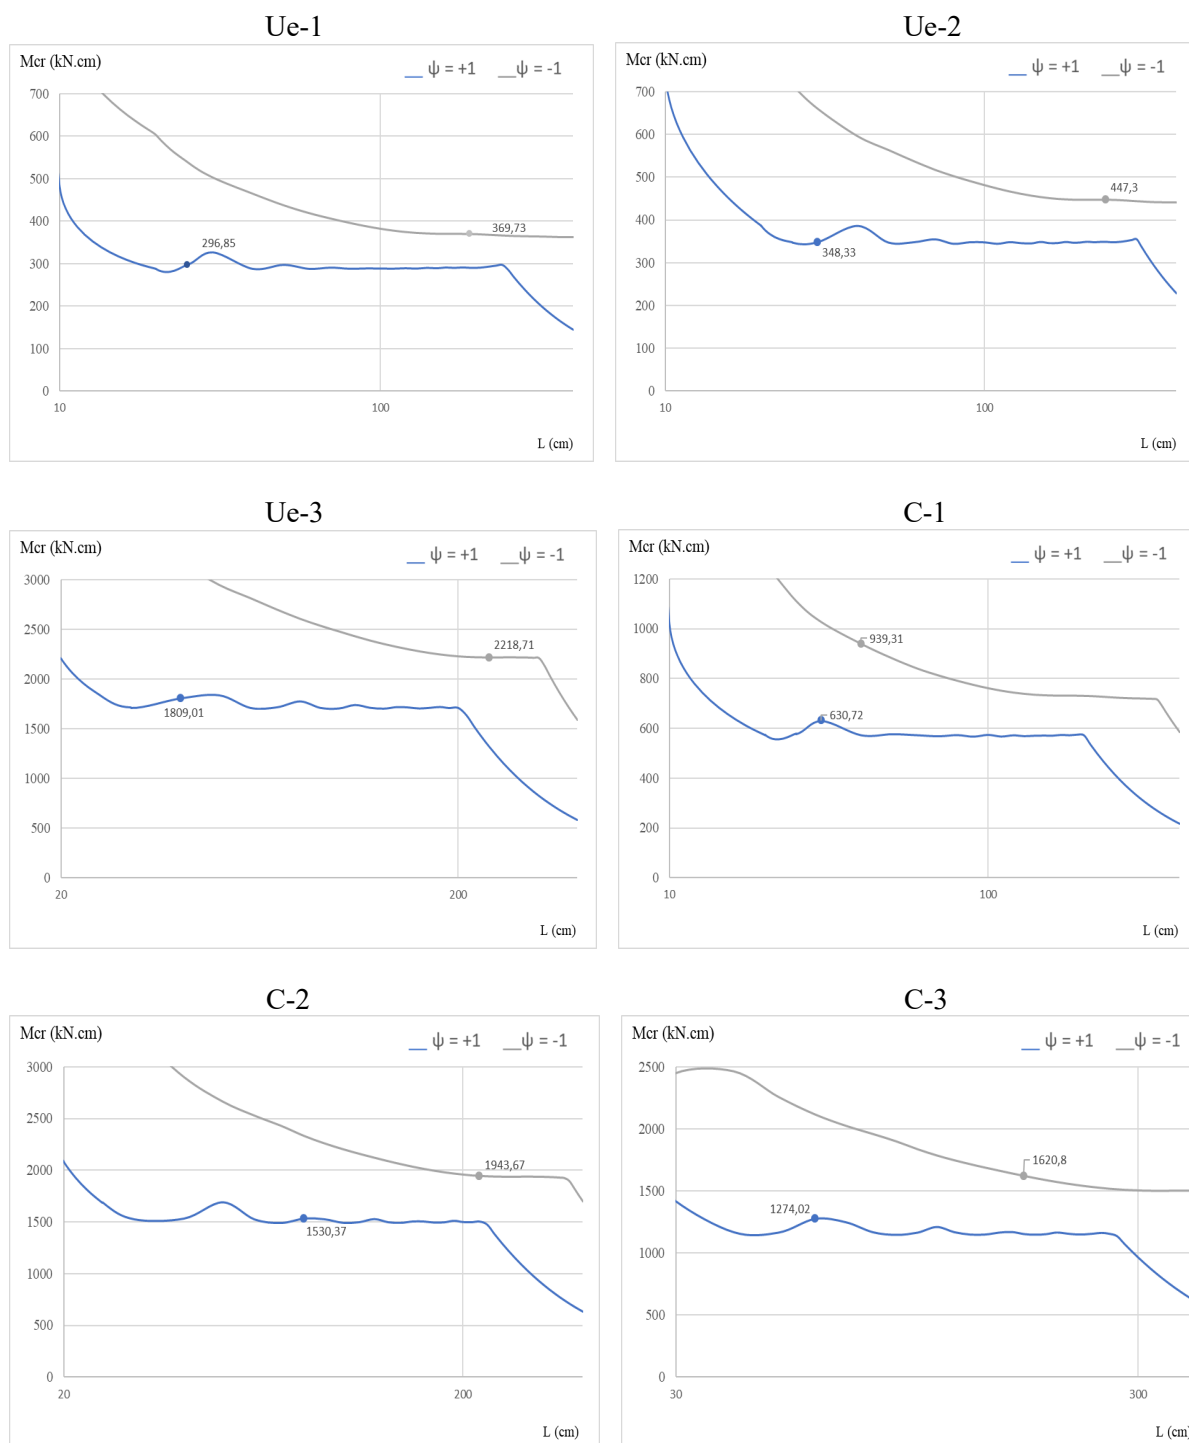 Ue-1
Mcr (kN.cm)
ψ = +1 ψ = -1
700
600
500
400
300
200
100
0
296,85
369,73
10 100
L (cm)
Ue-2
Mcr (kN.cm)
ψ = +1 ψ = -1
700
600
500
400
300
200
100
0
447,3
348,33
10 100
L (cm)
Ue-3
Mcr (kN.cm)
ψ = +1 ψ = -1
3000
2500
2000
1500
1000
500
0
2218,71
1809,01
20 200
L (cm)
C-1
Mcr (kN.cm)
ψ = +1 ψ = -1
1200
1000
800
600
400
200
0
939,31
630,72
10 100
L (cm)
C-2
Mcr (kN.cm)
ψ = +1 ψ = -1
3000
2500
2000
1500
1000
500
0
1943,67
1530,37
20 200
L (cm)
C-3
Mcr (kN.cm)
ψ = +1 ψ = -1
2500
2000
1500
1000
500
0
1620,8
1274,02
30 300
L (cm)